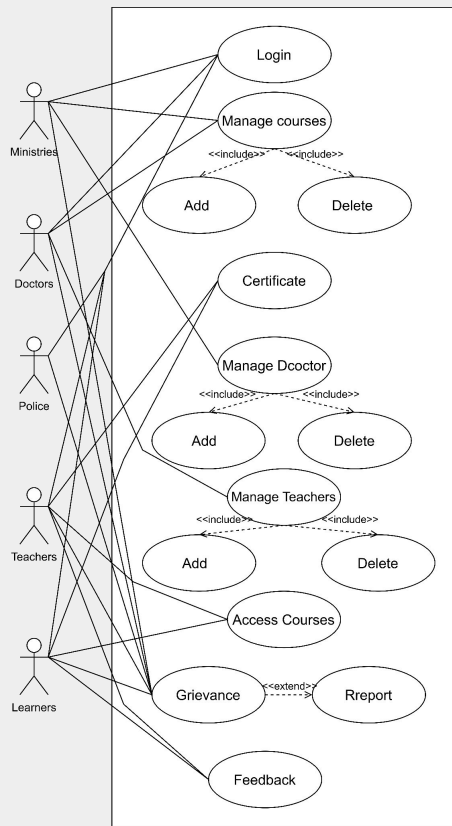 Login
Ministries
Manage courses
<<include>> <<include>>
Add Delete
Doctors
Certificate
Police
Manage Dcoctor
<<include>> <<include>>
Add Delete
Teachers
Manage Teachers
<<include>> <<include>>
Add Delete
Access Courses
Learners
Grievance <<extend>> Rreport
Feedback